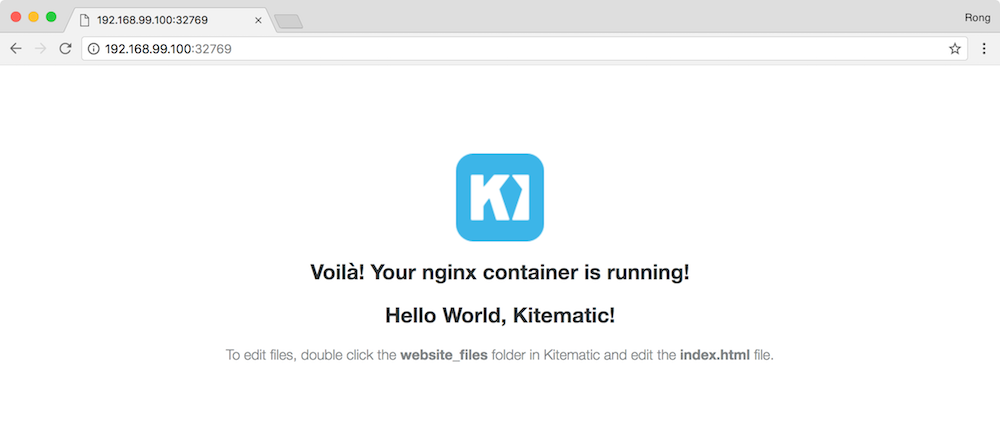 192.168.99.100:32769
Rong
192.168.99.100:32769
KI
Voilà! Your nginx container is running!
Hello World, Kitematic!
To edit files, double click the website_files folder in Kitematic and edit the index.html file.